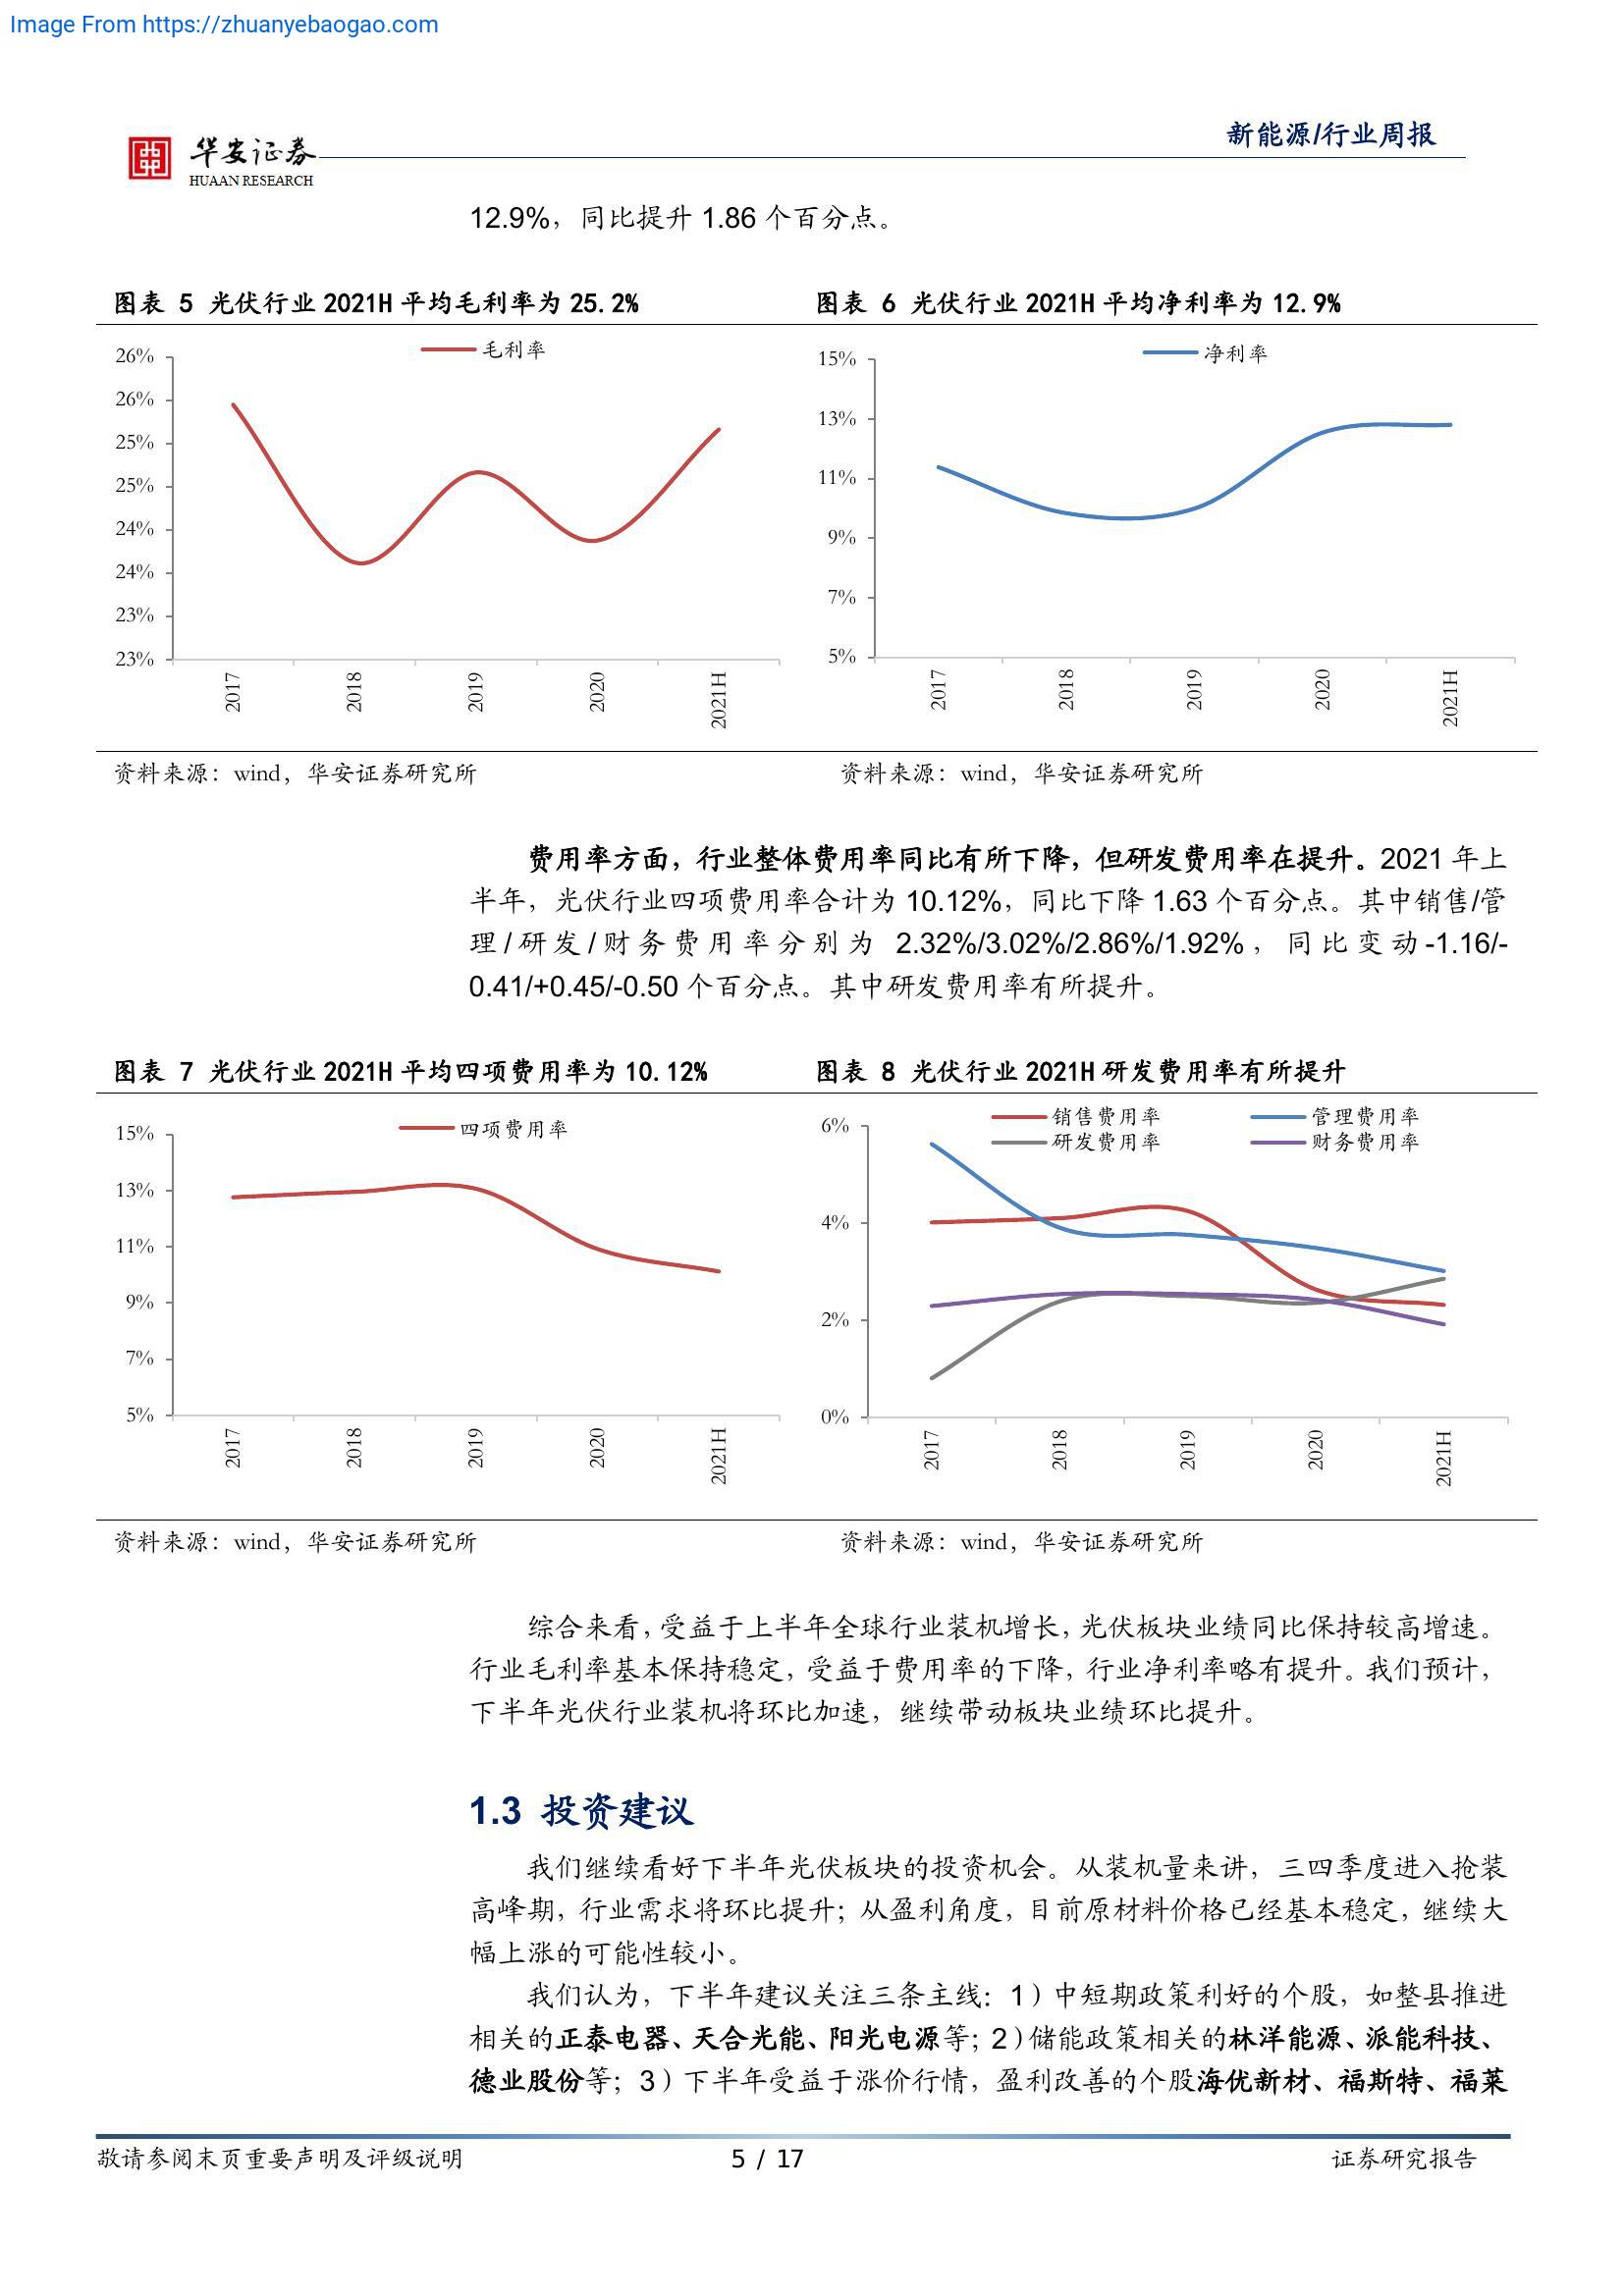 Image From https://zhuanyebaogao.com
华安证券
HUAAN RESEARCH
新能源/行业周报
12.9%，同比提升 1.86 个百分点。
图表 5 光伏行业 2021H 平均毛利率为 25.2%
毛利率
26%
26%
25%
25%
24%
24%
23%
23%
2017
2018
2019
2020
2021H
资料来源：wind，华安证券研究所
图表 6 光伏行业 2021H 平均净利率为 12.9%
净利率
15%
13%
11%
9%
7%
5%
2017
2018
2019
2020
2021H
资料来源：wind，华安证券研究所
费用率方面，行业整体费用率同比有所下降，但研发费用率在提升。2021 年上
半年，光伏行业四项费用率合计为 10.12%，同比下降 1.63 个百分点。其中销售/管
理/研发/财务费用率分别为 2.32%/3.02%/2.86%/1.92%，同比变动-1.16/-
0.41/+0.45/-0.50 个百分点。其中研发费用率有所提升。
图表 7 光伏行业 2021H 平均四项费用率为 10.12%
四项费用率
15%
13%
11%
9%
7%
5%
2017
2018
2019
2020
2021H
资料来源：wind，华安证券研究所
图表 8 光伏行业 2021H 研发费用率有所提升
销售费用率 管理费用率
研发费用率 财务费用率
6%
4%
2%
0%
2017
2018
2019
2020
2021H
资料来源：wind，华安证券研究所
综合来看，受益于上半年全球行业装机增长，光伏板块业绩同比保持较高增速。
行业毛利率基本保持稳定，受益于费用率的下降，行业净利率略有提升。我们预计，
下半年光伏行业装机将环比加速，继续带动板块业绩环比提升。
1.3 投资建议
我们继续看好下半年光伏板块的投资机会。从装机量来讲，三四季度进入抢装
高峰期，行业需求将环比提升；从盈利角度，目前原材料价格已经基本稳定，继续大
幅上涨的可能性较小。
我们认为，下半年建议关注三条主线：1）中短期政策利好的个股，如整县推进
相关的正泰电器、天合光能、阳光电源等；2）储能政策相关的林洋能源、派能科技、
德业股份等；3）下半年受益于涨价行情，盈利改善的个股海优新材、福斯特、福莱
敬请参阅末页重要声明及评级说明
5 / 17
证券研究报告